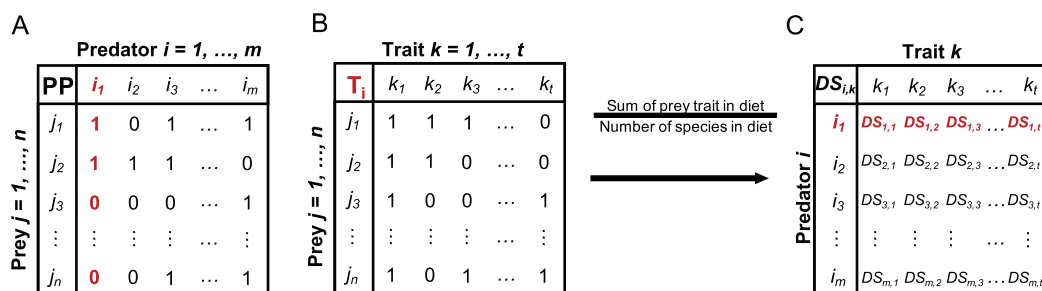 A
Predator i = 1, …, m
PP i1 i2 i3 … im
Prey j = 1, …, n
j1 1 0 1 … 1
j2 1 1 1 … 0
j3 0 0 0 … 1
⋮ ⋮ ⋮ ⋮ … ⋮
jn 0 0 1 … 1
B
Trait k = 1, …, t
Ti k1 k2 k3 … kt
Prey j = 1, …, n
j1 1 1 1 … 0
j2 1 1 0 … 0
j3 1 0 0 … 1
⋮ ⋮ ⋮ ⋮ … ⋮
jn 1 0 1 … 1
Sum of prey trait in diet
Number of species in diet
C
Trait k
DSi,k k1 k2 k3 … kt
Predator i
i1 DS1,1 DS1,2 DS1,3 … DS1,t
i2 DS2,1 DS2,2 DS2,3 … DS2,t
i3 DS3,1 DS3,2 DS3,3 … DS3,t
⋮ ⋮ ⋮ ⋮ … ⋮
im DSm,1 DSm,2 DSm,3 … DSm,t